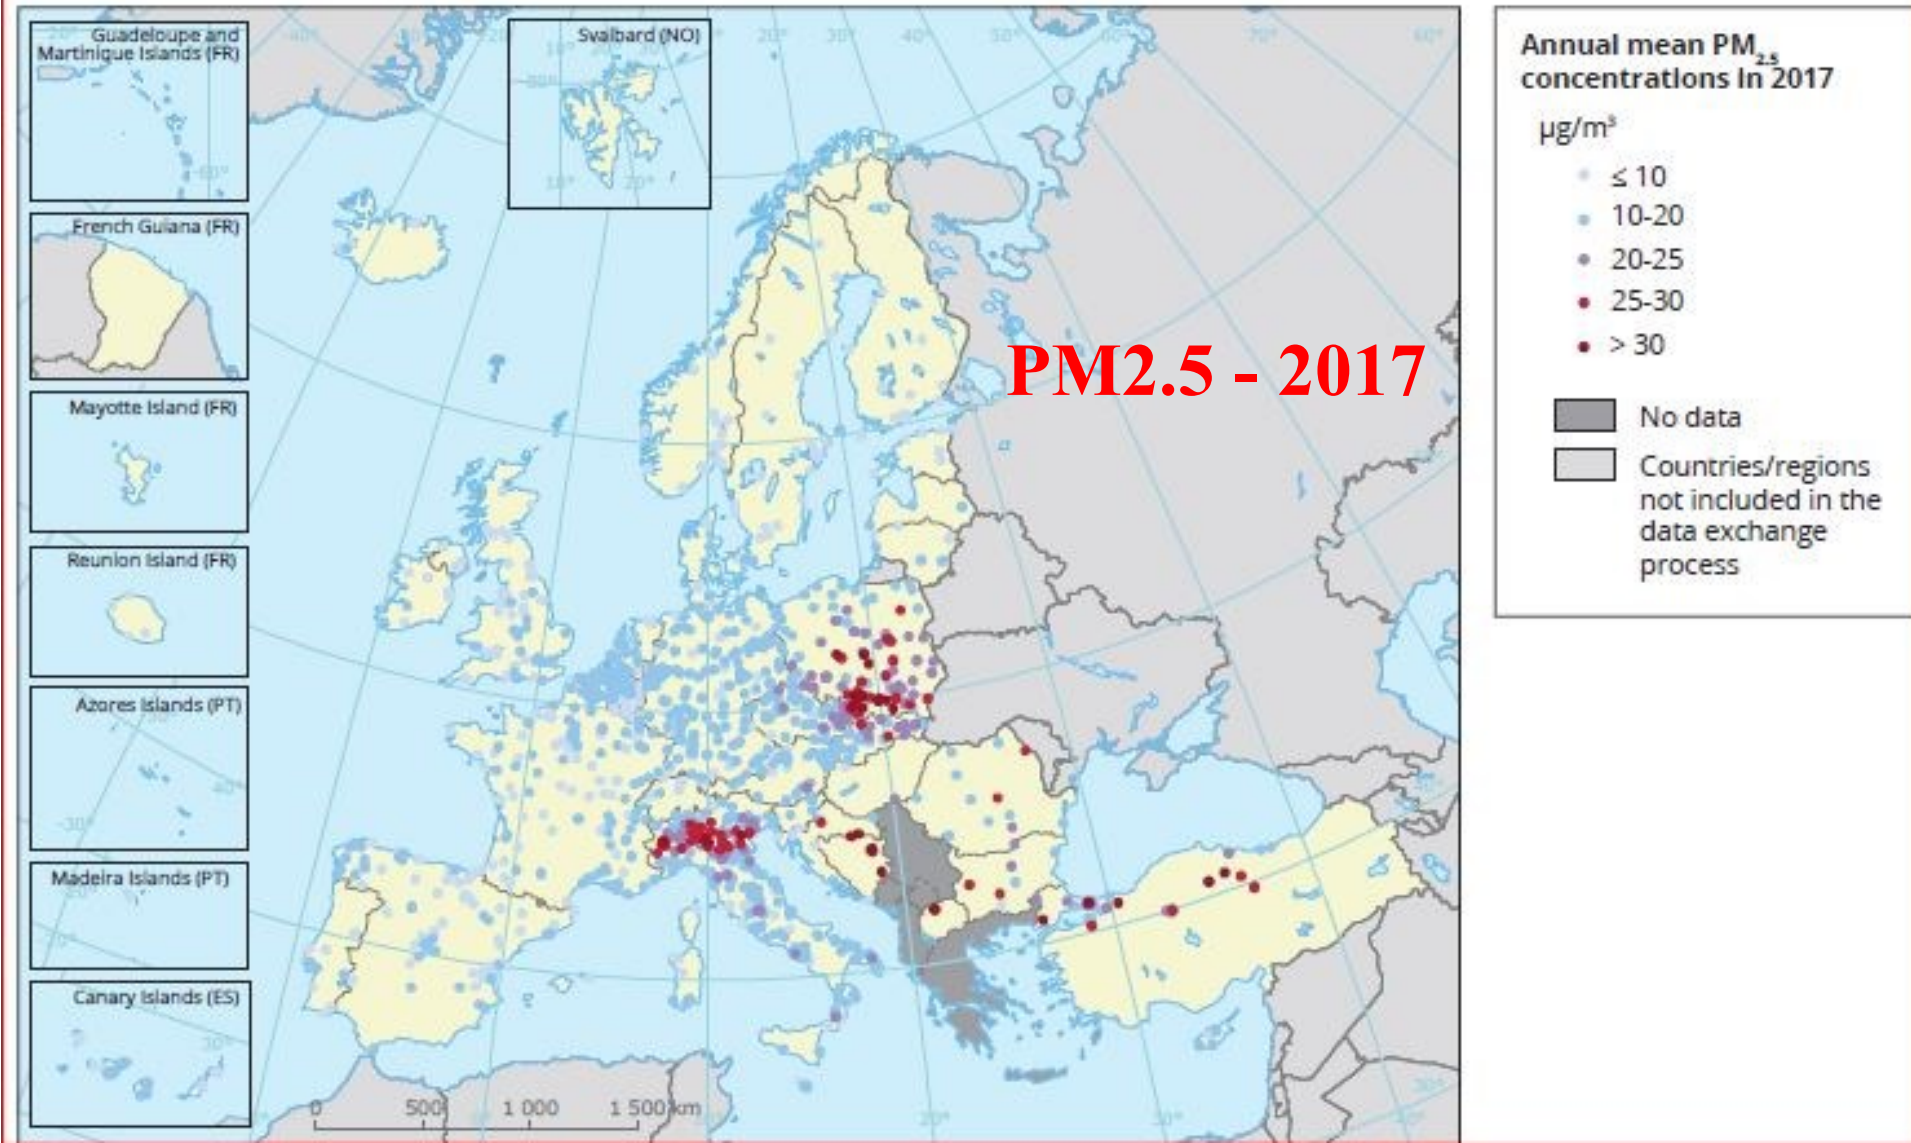 Guadeloupe and
Martinique Islands (FR)
Svalbard (NO)
French Guiana (FR)
Mayotte Island (FR)
Reunion Island (FR)
Azores Islands (PT)
Madeira Islands (PT)
Canary Islands (ES)
PM2.5 - 2017
0 500 1 000 1 500 km
Annual mean PM2.5
concentrations in 2017
µg/m³
≤ 10
10-20
20-25
25-30
> 30
No data
Countries/regions
not included in the
data exchange
process